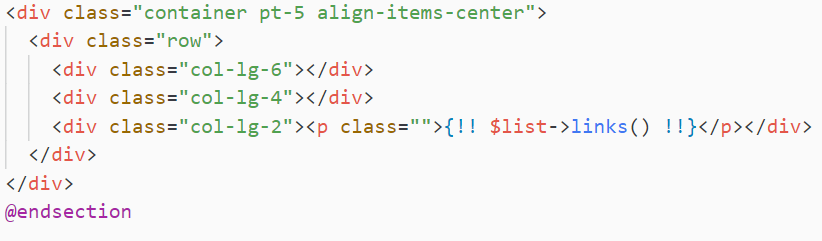 <div class="container pt-5 align-items-center">
<div class="row">
<div class="col-lg-6"></div>
<div class="col-lg-4"></div>
<div class="col-lg-2"><p class="">{!! $list->links() !!}</p></div>
</div>
</div>
@endsection